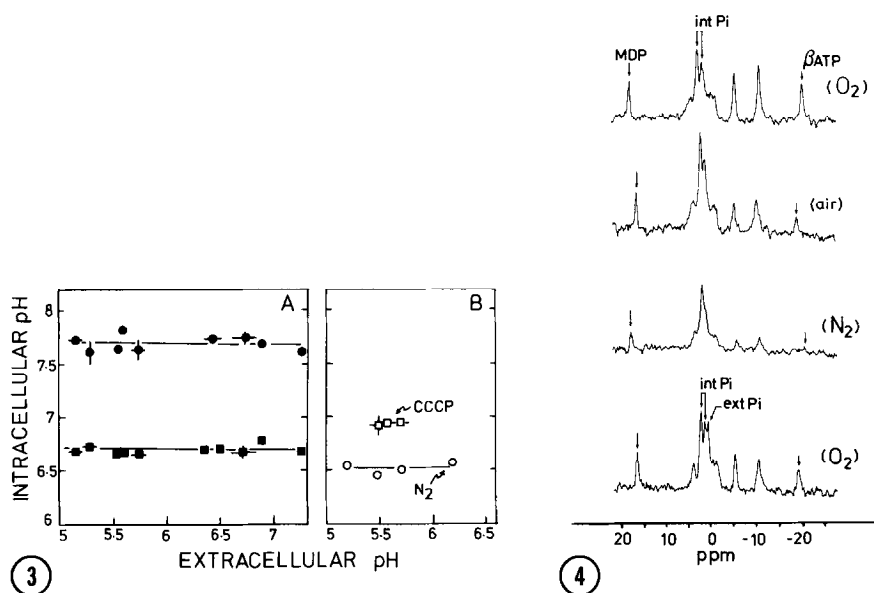 INTRACELLULAR pH
8
7.5
7
6.5
6
A
5
5.5
6
6.5
7
B
CCCP
N2
5
5.5
6
6.5
EXTRACELLULAR pH
3
int Pi
MDP
βATP
(O2)
(air)
(N2)
int Pi
ext Pi
(O2)
20
10
0
-10
-20
ppm
4